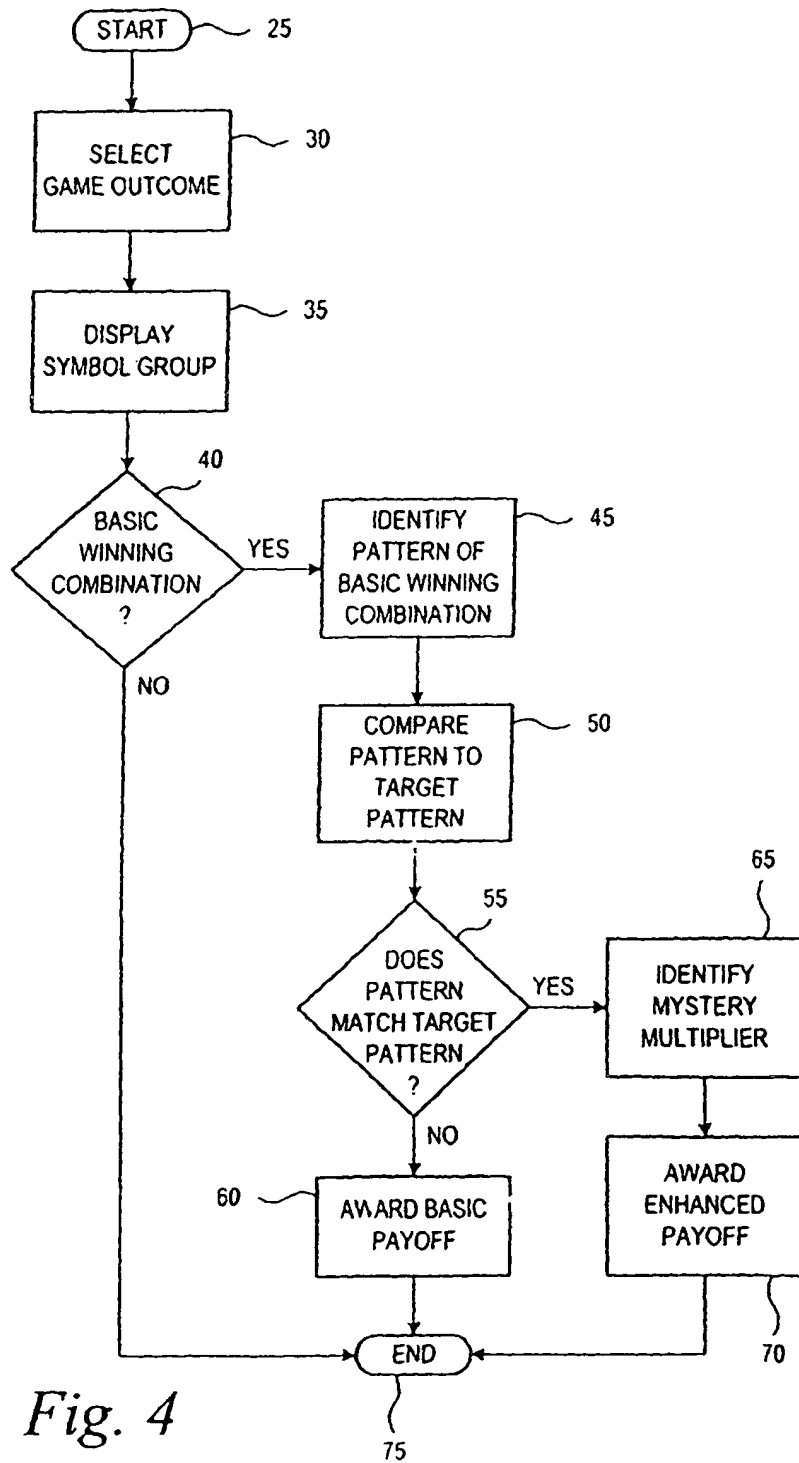 START
25
SELECT
GAME OUTCOME
30
DISPLAY
SYMBOL GROUP
35
40
BASIC
WINNING
COMBINATION
?
YES
NO
IDENTIFY
PATTERN OF
BASIC WINNING
COMBINATION
45
COMPARE
PATTERN TO
TARGET
PATTERN
50
55
DOES
PATTERN
MATCH TARGET
PATTERN
?
YES
NO
65
IDENTIFY
MYSTERY
MULTIPLIER
60
AWARD BASIC
PAYOFF
AWARD
ENHANCED
PAYOFF
70
END
75
Fig. 4